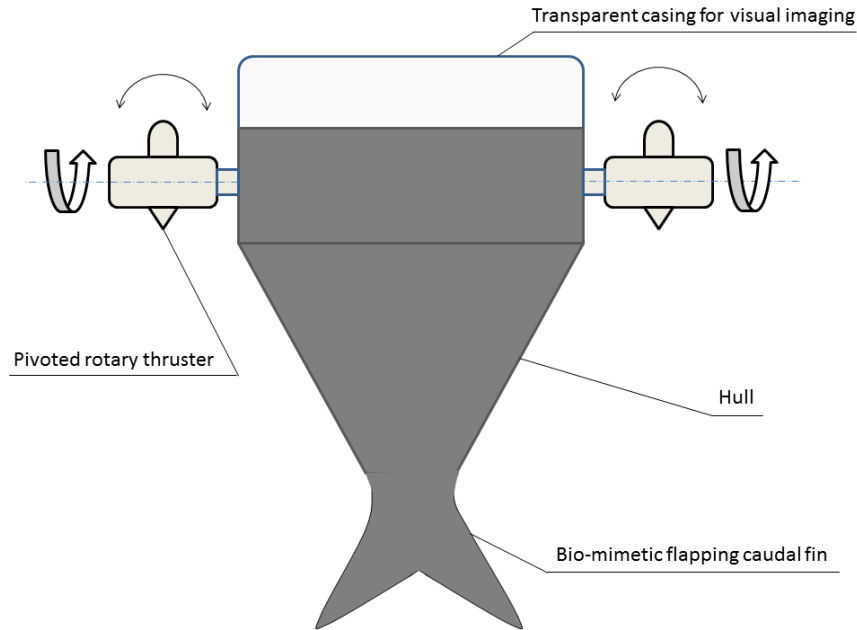 Transparent casing for visual imaging
Pivoted rotary thruster
Hull
Bio-mimetic flapping caudal fin